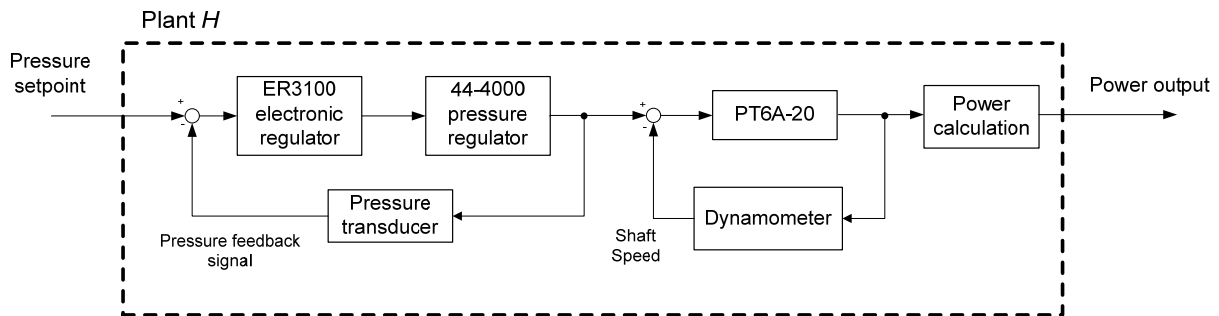 Plant H
Pressure
setpoint
ER3100
electronic
regulator
44-4000
pressure
regulator
PT6A-20
Power
calculation
Power output
Pressure
transducer
Dynamometer
Pressure feedback
signal
Shaft
Speed
+
-
+
-